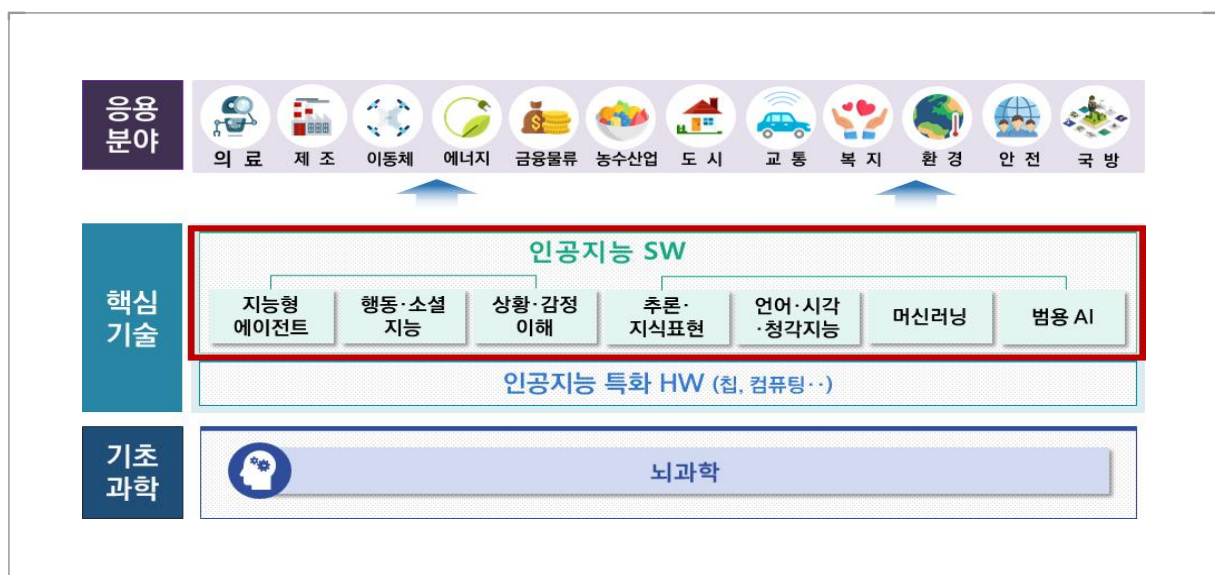 응용
분야
의 료 제 조 이동체 에너지 금융물류 농수산업 도 시 교 통 복 지 환 경 안 전 국 방
핵심
기술
인공지능 SW
지능형
에이전트
행동·소셜
지능
상황·감정
이해
추론·
지식표현
언어·시각
·청각지능
머신러닝
범용 AI
인공지능 특화 HW (칩, 컴퓨팅··)
기초
과학
뇌과학